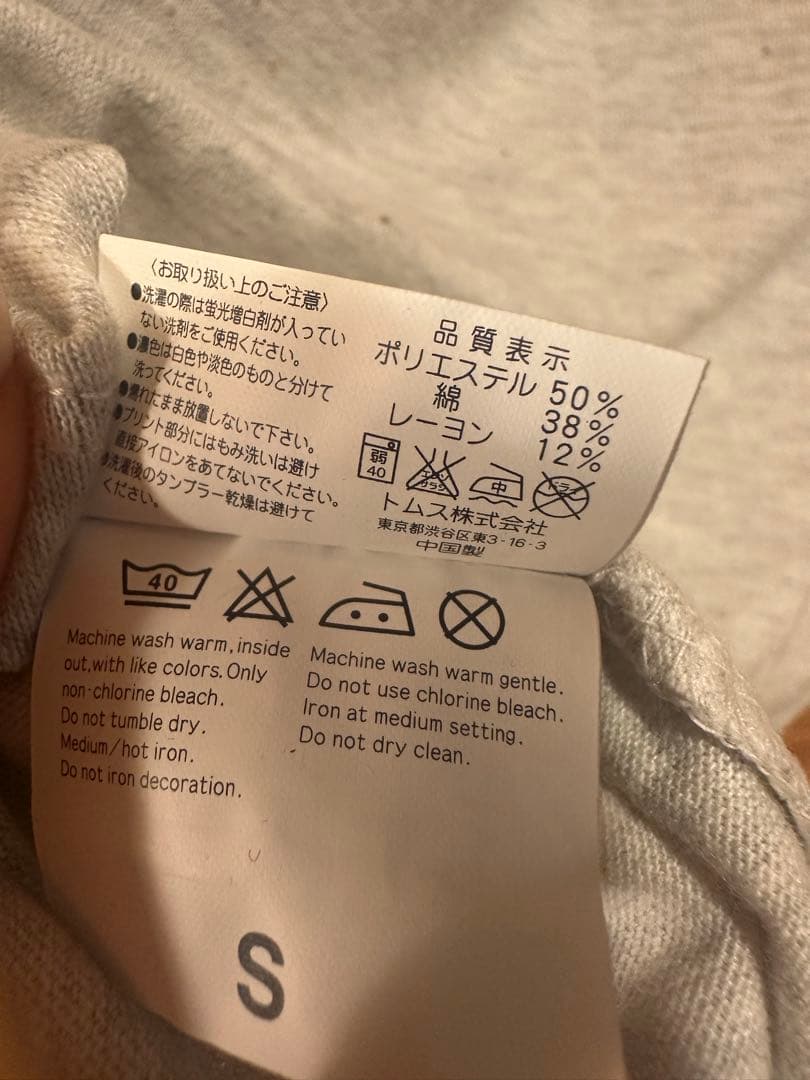 〈お取り扱い上のご注意〉
●洗濯の際は蛍光増白剤が入ってい
ない洗剤をご使用ください。
●濃色は白色や淡色のものと分けて
洗ってください。
●濡れたまま放置しないで下さい。
●プリント部分にはもみ洗いは避け
直接アイロンをあてないでください。
●洗濯後のタンブラー乾燥は避けて
ください。
品質表示
ポリエステル 50%
綿 38%
レーヨン 12%
弱
40
エンソ
サラシ
中
ドライ
トムス株式会社
東京都渋谷区東3-16-3
中国製
40
Machine wash warm,inside
out,with like colors.Only
non-chlorine bleach.
Do not tumble dry.
Medium/hot iron.
Do not iron decoration.
Machine wash warm gentle.
Do not use chlorine bleach.
Iron at medium setting.
Do not dry clean.
S